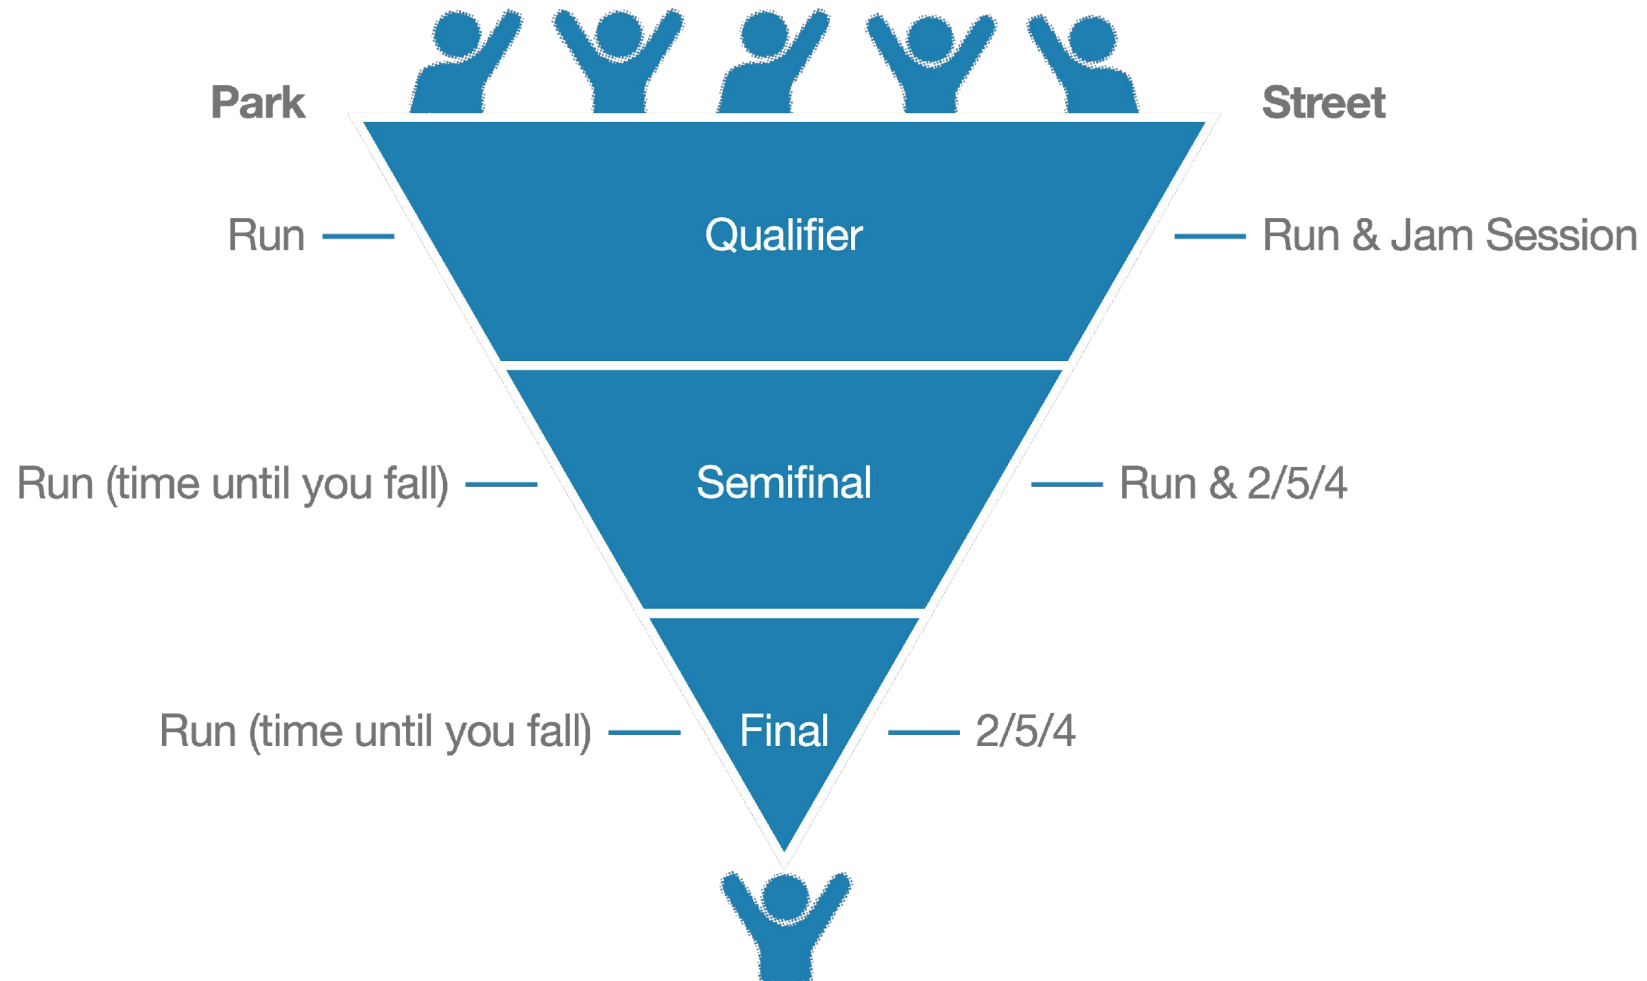 Park
Street
Run
Qualifier
Run & Jam Session
Run (time until you fall)
Semifinal
Run & 2/5/4
Run (time until you fall)
Final
2/5/4